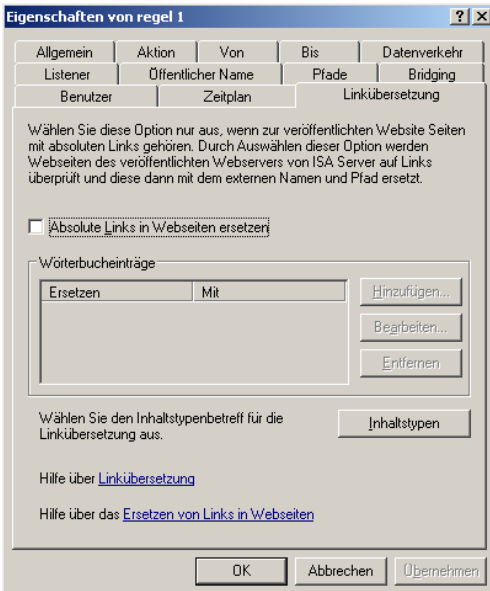 Eigenschaften von regel 1
Allgemein Aktion Von Bis Datenverkehr
Listener Öffentlicher Name Pfade Bridging
Benutzer Zeitplan Linkübersetzung
Wählen Sie diese Option nur aus, wenn zur veröffentlichten Website Seiten
mit absoluten Links gehören. Durch Auswählen dieser Option werden
Webseiten des veröffentlichten Webservers von ISA Server auf Links
überprüft und diese dann mit dem externen Namen und Pfad ersetzt.
Absolute Links in Webseiten ersetzen
Wörterbucheinträge
Ersetzen Mit
Hinzufügen...
Bearbeiten...
Entfernen
Wählen Sie den Inhaltstypenbetreff für die
Linkübersetzung aus.
Inhaltstypen
Hilfe über Linkübersetzung
Hilfe über das Ersetzen von Links in Webseiten
OK Abbrechen Übernehmen